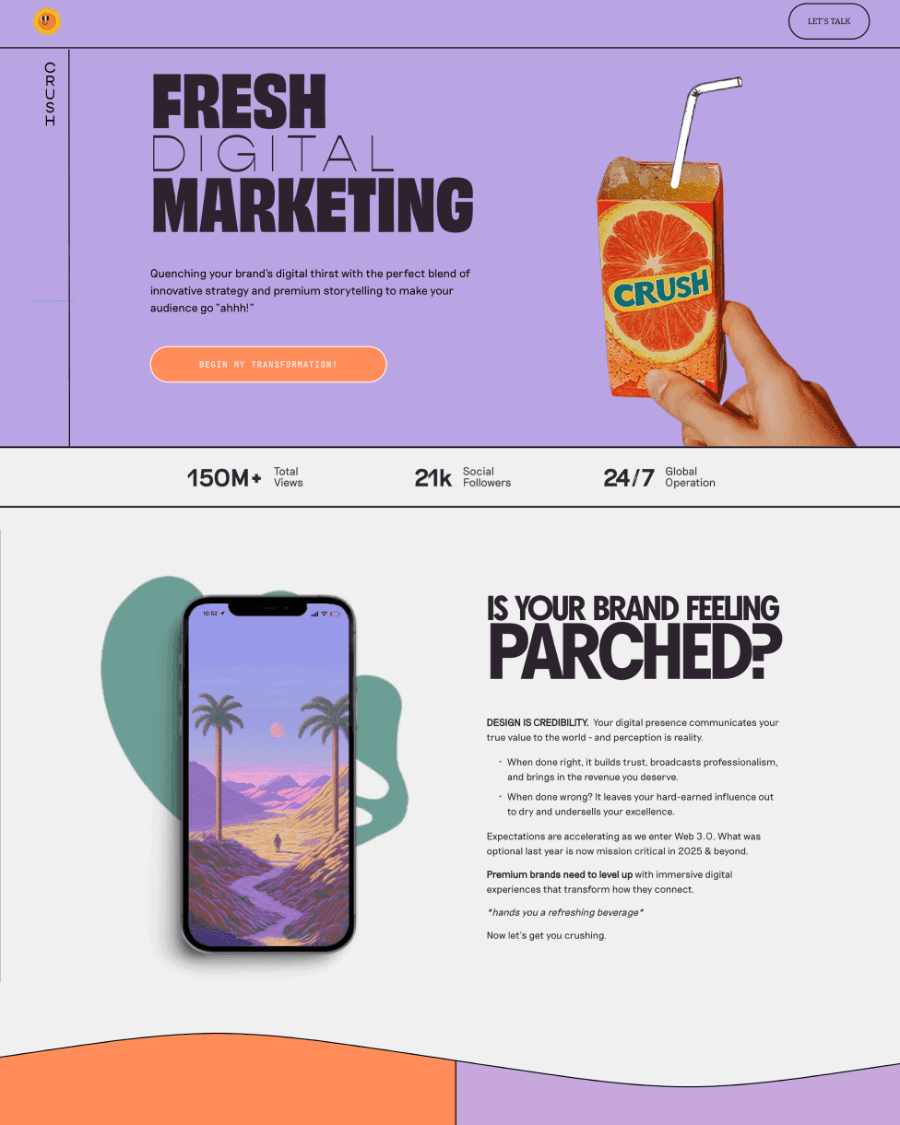 LET'S TALK
CRUSH
FRESH
DIGITAL
MARKETING
Quenching your brand's digital thirst with the perfect blend of
innovative strategy and premium storytelling to make your
audience go "ahhh!"
BEGIN MY TRANSFORMATION!
CRUSH
150M+ Total
Views
21k Social
Followers
24/7 Global
Operation
10:52
IS YOUR BRAND FEELING
PARCHED?
DESIGN IS CREDIBILITY. Your digital presence communicates your
true value to the world - and perception is reality.
· When done right, it builds trust, broadcasts professionalism,
and brings in the revenue you deserve.
· When done wrong? It leaves your hard-earned influence out
to dry and undersells your excellence.
Expectations are accelerating as we enter Web 3.0. What was
optional last year is now mission critical in 2025 & beyond.
Premium brands need to level up with immersive digital
experiences that transform how they connect.
*hands you a refreshing beverage*
Now let's get you crushing.